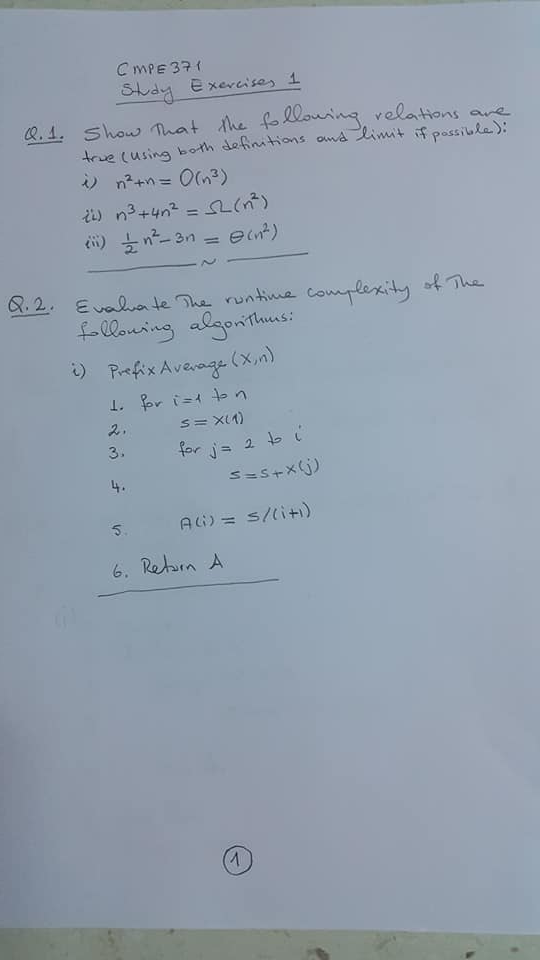 CMPE371
Study Exercises 1
Q.1. Show That the following relations are
true (using both definitions and limit if possible):
i) n²+n = O(n³)
ii) n³+4n² = Ω(n²)
iii) ½n²-3n = θ(n²)
~
Q.2. Evaluate The runtime complexity of The
following algorithms:
i) PrefixAverage(X,n)
1. for i=1 to n
2. s=X(1)
3. for j= 2 to i
4. s=s+X(j)
5. A(i) = s/(i+1)
6. Return A
1